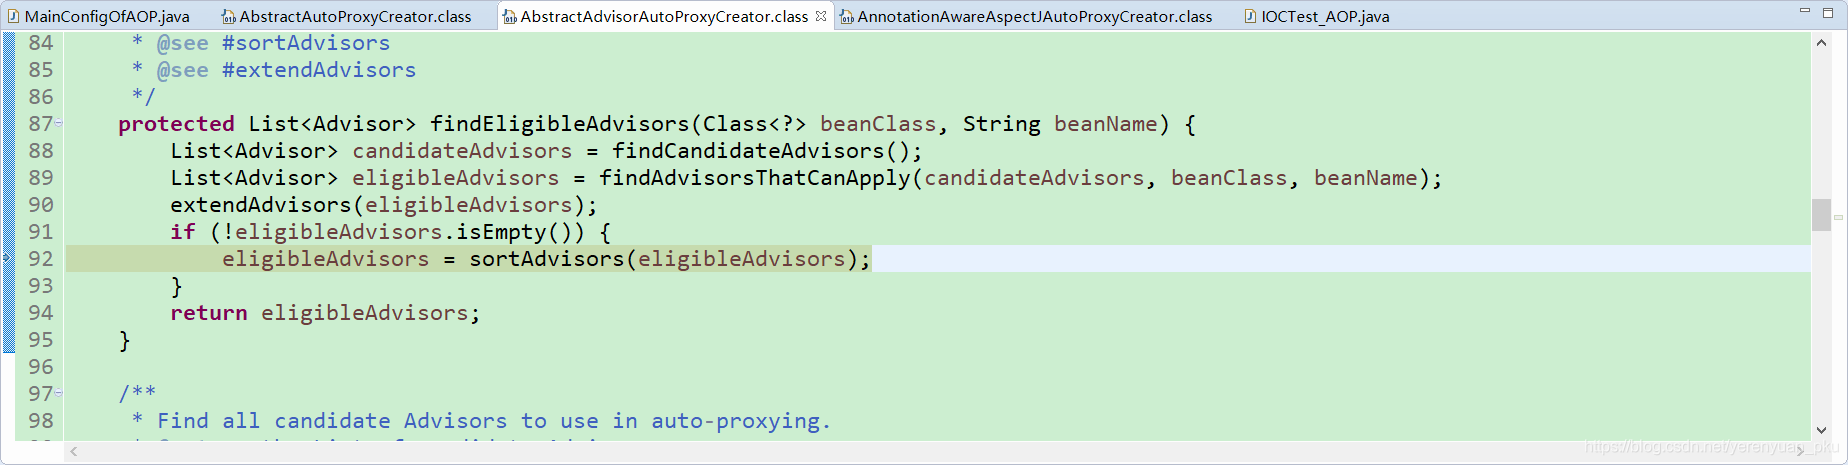 MainConfigOfAOP.java AbstractAutoProxyCreator.class AbstractAdvisorAutoProxyCreator.class AnnotationAwareAspectJAutoProxyCreator.class IOCTest_AOP.java
84 * @see #sortAdvisors
85 * @see #extendAdvisors
86 */
87 protected List<Advisor> findEligibleAdvisors(Class<?> beanClass, String beanName) {
88 List<Advisor> candidateAdvisors = findCandidateAdvisors();
89 List<Advisor> eligibleAdvisors = findAdvisorsThatCanApply(candidateAdvisors, beanClass, beanName);
90 extendAdvisors(eligibleAdvisors);
91 if (!eligibleAdvisors.isEmpty()) {
92 eligibleAdvisors = sortAdvisors(eligibleAdvisors);
93 }
94 return eligibleAdvisors;
95 }
96
97 /**
98 * Find all candidate Advisors to use in auto-proxying.
https://blog.csdn.net/yerenyuan_pku